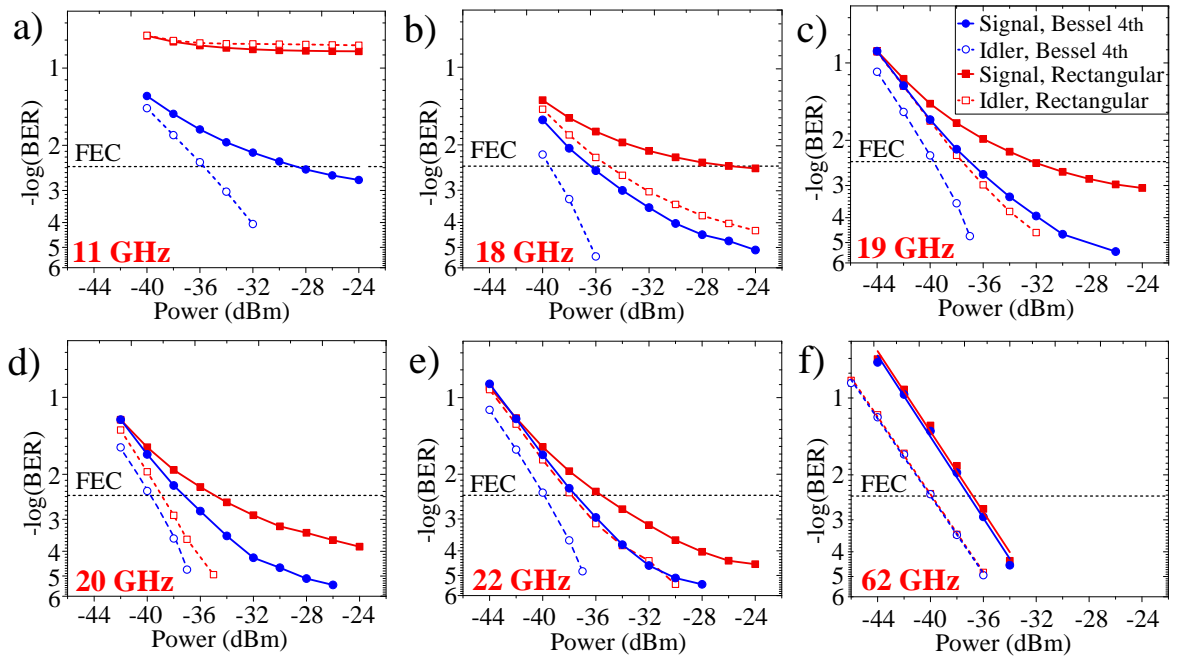 a)
1
2
3
4
5
6
-log(BER)
FEC
11 GHz
-44 -40 -36 -32 -28 -24
Power (dBm)
b)
1
2
3
4
5
6
-log(BER)
FEC
18 GHz
-44 -40 -36 -32 -28 -24
Power (dBm)
c)
Signal, Bessel 4th
Idler, Bessel 4th
Signal, Rectangular
Idler, Rectangular
1
2
3
4
5
6
-log(BER)
FEC
19 GHz
-44 -40 -36 -32 -28 -24
Power (dBm)
d)
1
2
3
4
5
6
-log(BER)
FEC
20 GHz
-44 -40 -36 -32 -28 -24
Power (dBm)
e)
1
2
3
4
5
6
-log(BER)
FEC
22 GHz
-44 -40 -36 -32 -28 -24
Power (dBm)
f)
1
2
3
4
5
6
-log(BER)
FEC
62 GHz
-44 -40 -36 -32 -28 -24
Power (dBm)